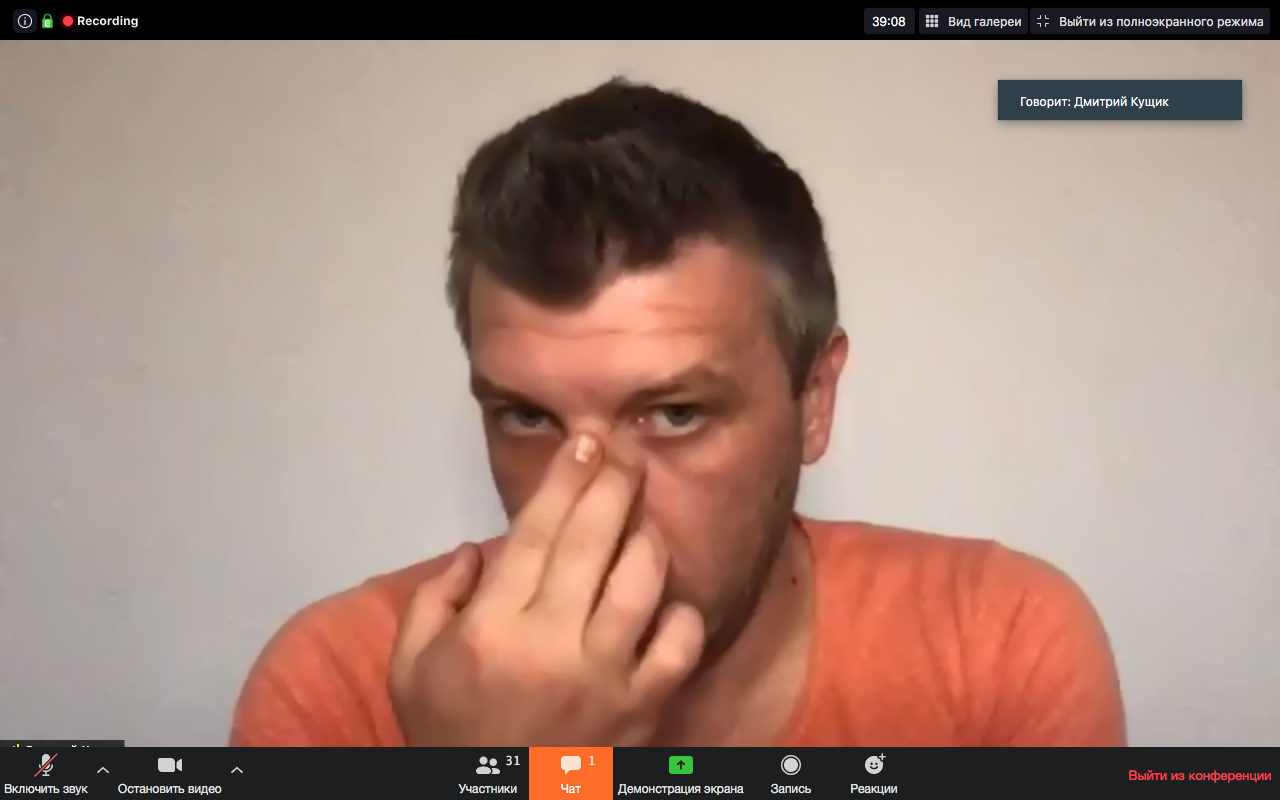 Recording
39:08
Вид галереи
Выйти из полноэкранного режима
Говорит: Дмитрий Кущик
Включить звук
Остановить видео
Участники
31
Чат
1
Демонстрация экрана
Запись
Реакции
Выйти из конференции